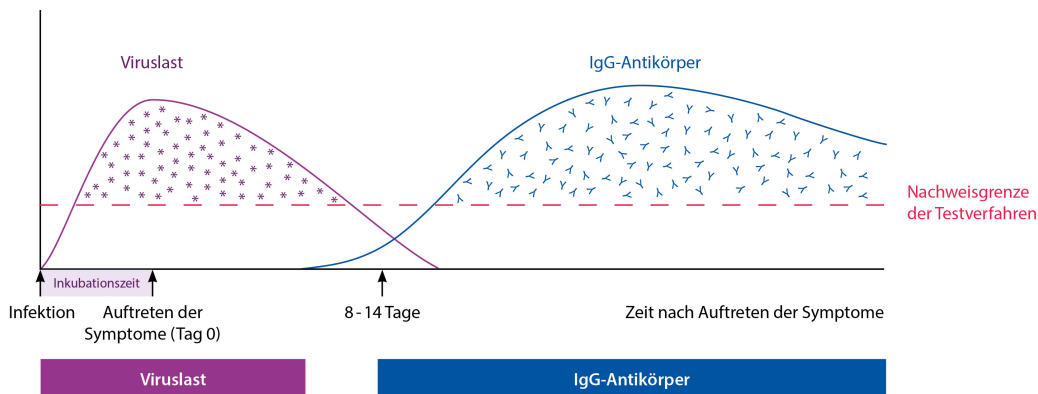 Viruslast
IgG-Antikörper
Nachweisgrenze
der Testverfahren
Inkubationszeit
Infektion
Auftreten der
Symptome (Tag 0)
8 - 14 Tage
Zeit nach Auftreten der Symptome
Viruslast
IgG-Antikörper